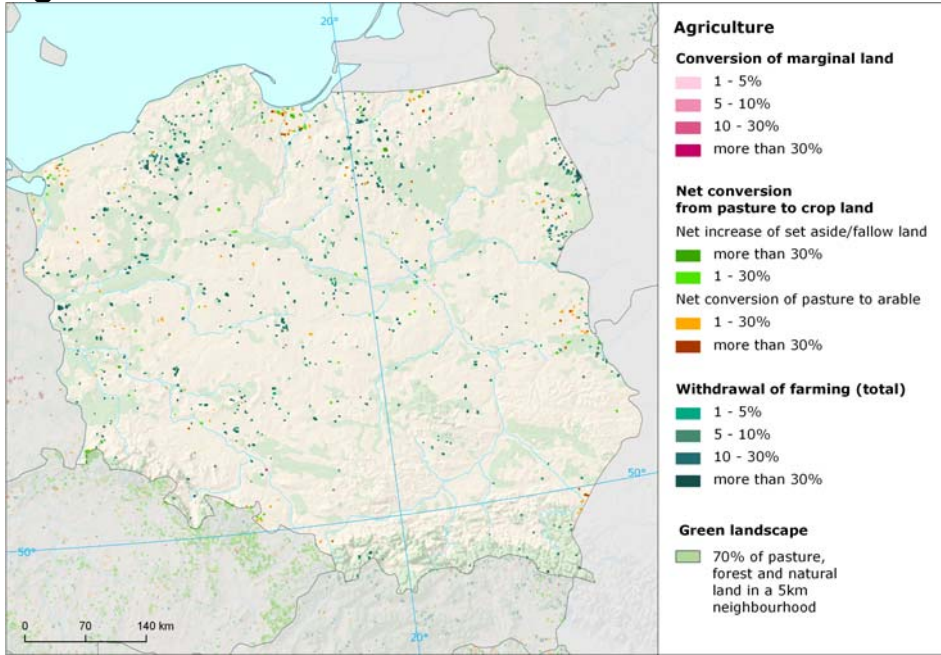 20°
50°
50°
20°
0 70 140 km
Agriculture
Conversion of marginal land
1 - 5%
5 - 10%
10 - 30%
more than 30%
Net conversion
from pasture to crop land
Net increase of set aside/fallow land
more than 30%
1 - 30%
Net conversion of pasture to arable
1 - 30%
more than 30%
Withdrawal of farming (total)
1 - 5%
5 - 10%
10 - 30%
more than 30%
Green landscape
70% of pasture,
forest and natural
land in a 5km
neighbourhood